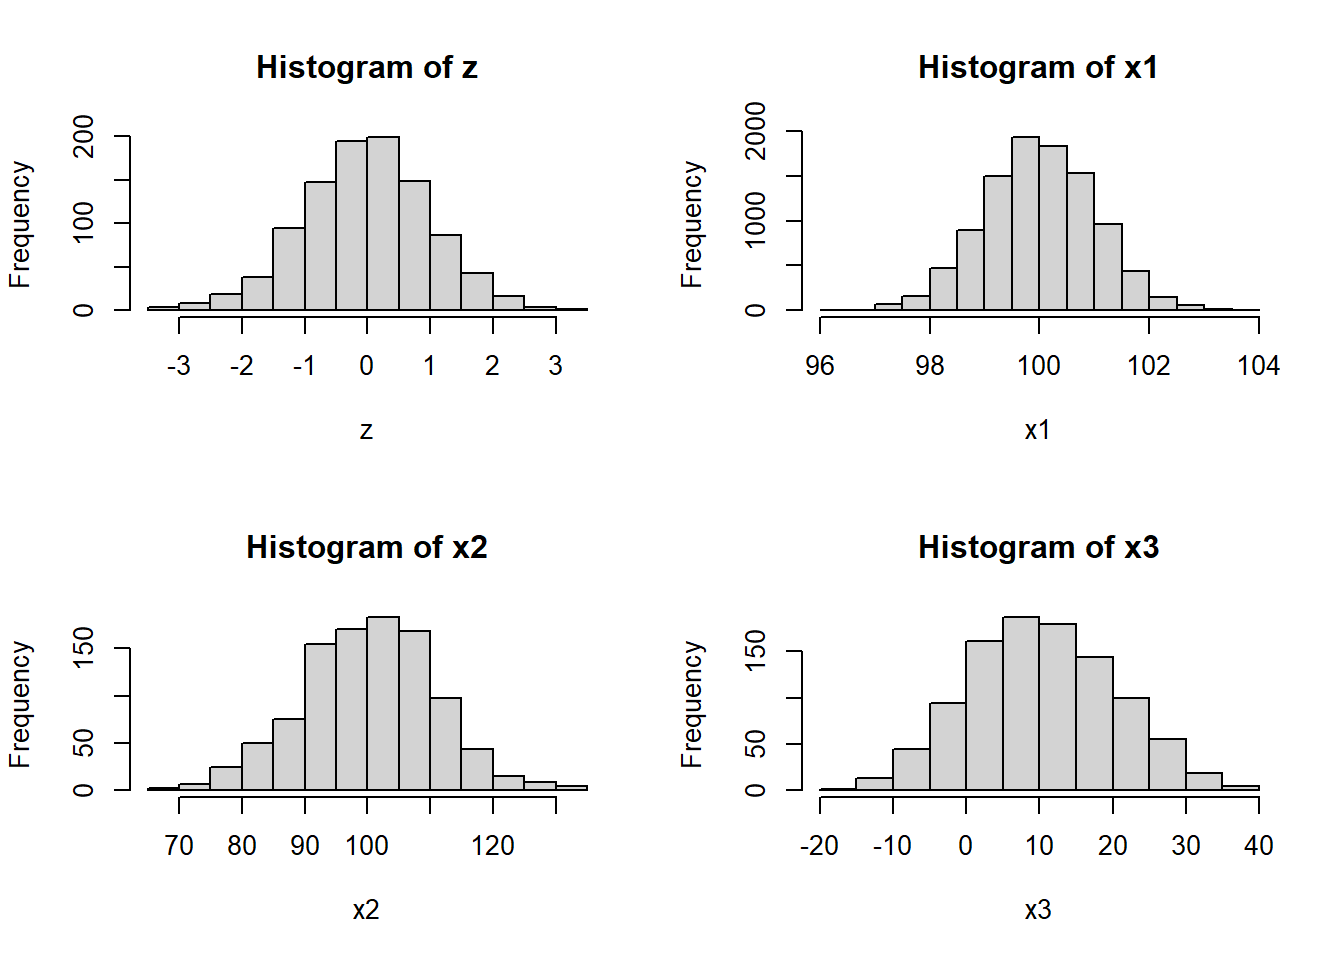 Histogram of z
Frequency
0 100 200
-3 -2 -1 0 1 2 3
z
Histogram of x1
Frequency
0 1000 2000
96 98 100 102 104
x1
Histogram of x2
Frequency
0 50 150
70 80 90 100 120
x2
Histogram of x3
Frequency
0 50 150
-20 -10 0 10 20 30 40
x3